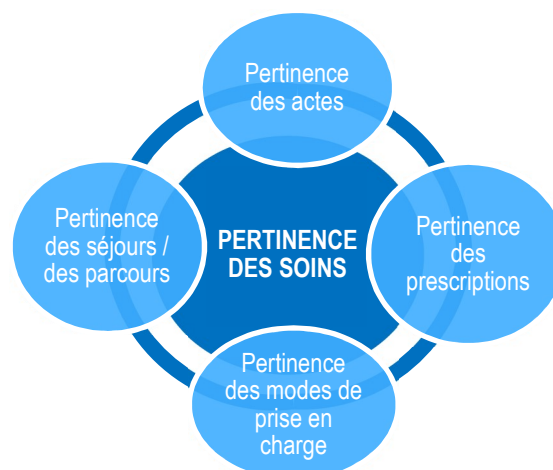 Pertinence
des actes
Pertinence
des séjours /
des parcours
PERTINENCE
DES SOINS
Pertinence
des
prescriptions
Pertinence
des modes de
prise en
charge